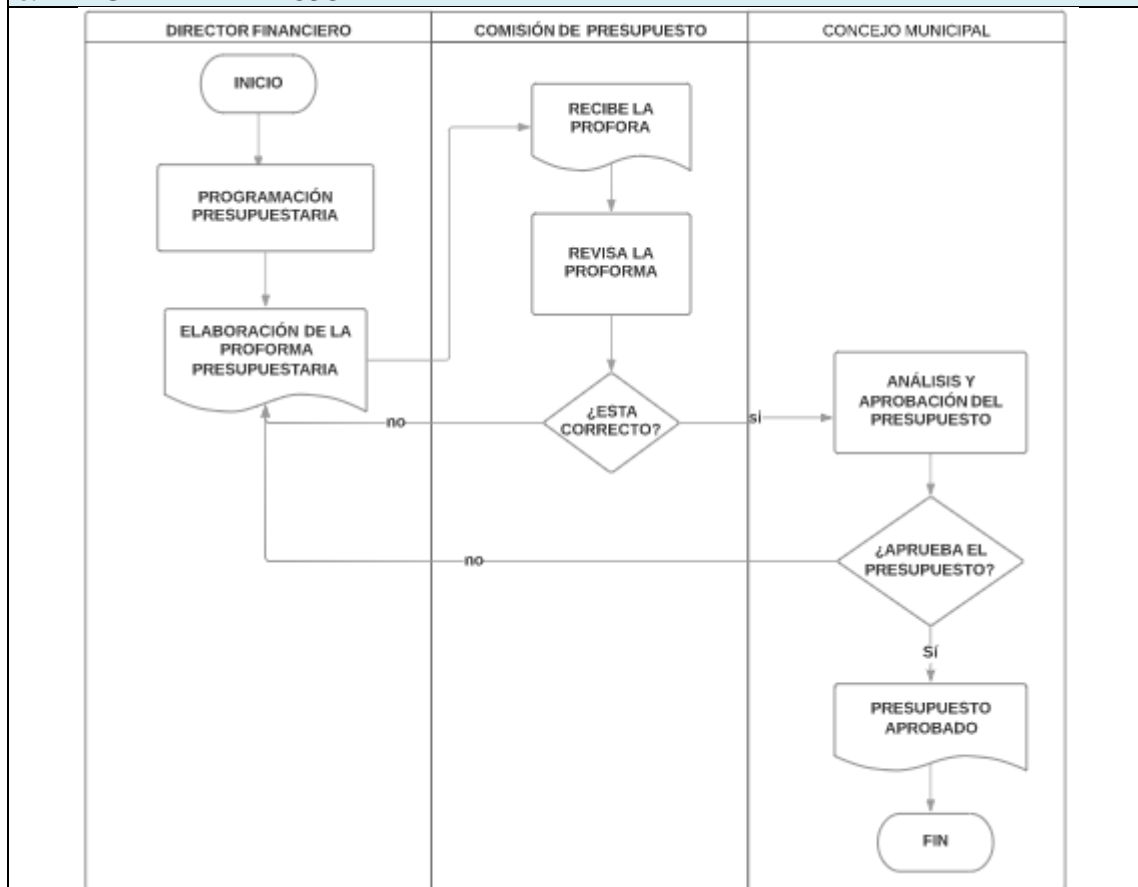 DIRECTOR FINANCIERO
COMISIÓN DE PRESUPUESTO
CONCEJO MUNICIPAL
INICIO
PROGRAMACIÓN
PRESUPUESTARIA
ELABORACIÓN DE LA
PROFORMA
PRESUPUESTARIA
RECIBE LA
PROFORA
REVISA LA
PROFORMA
¿ESTA
CORRECTO?
no
sí
ANÁLISIS Y
APROBACIÓN DEL
PRESUPUESTO
¿APRUEBA EL
PRESUPUESTO?
no
Sí
PRESUPUESTO
APROBADO
FIN